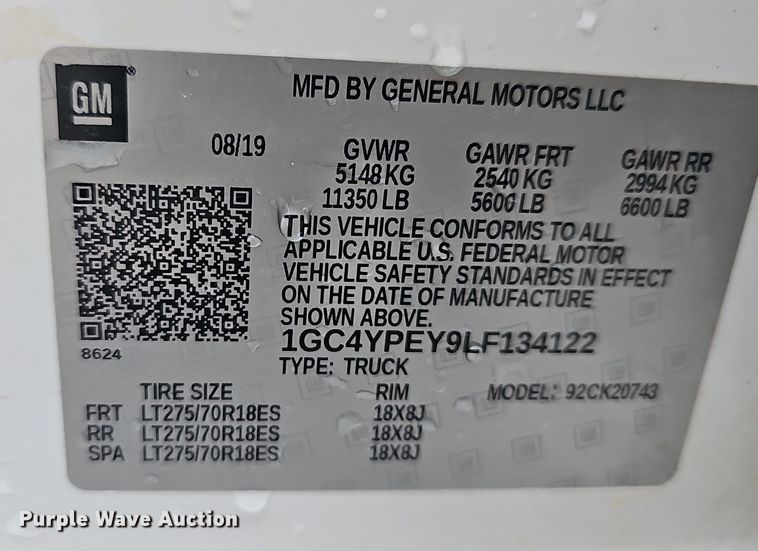 GM®
MFD BY GENERAL MOTORS LLC
08/19 GVWR GAWR FRT GAWR RR
5148 KG 2540 KG 2994 KG
11350 LB 5600 LB 6600 LB
THIS VEHICLE CONFORMS TO ALL
APPLICABLE U.S. FEDERAL MOTOR
VEHICLE SAFETY STANDARDS IN EFFECT
ON THE DATE OF MANUFACTURE
SHOWN ABOVE.
8624
1GC4YPEY9LF134122
TYPE: TRUCK
TIRE SIZE RIM MODEL: 92CK20743
FRT LT275/70R18ES 18X8J
RR LT275/70R18ES 18X8J
SPA LT275/70R18ES 18X8J
Purple Wave Auction